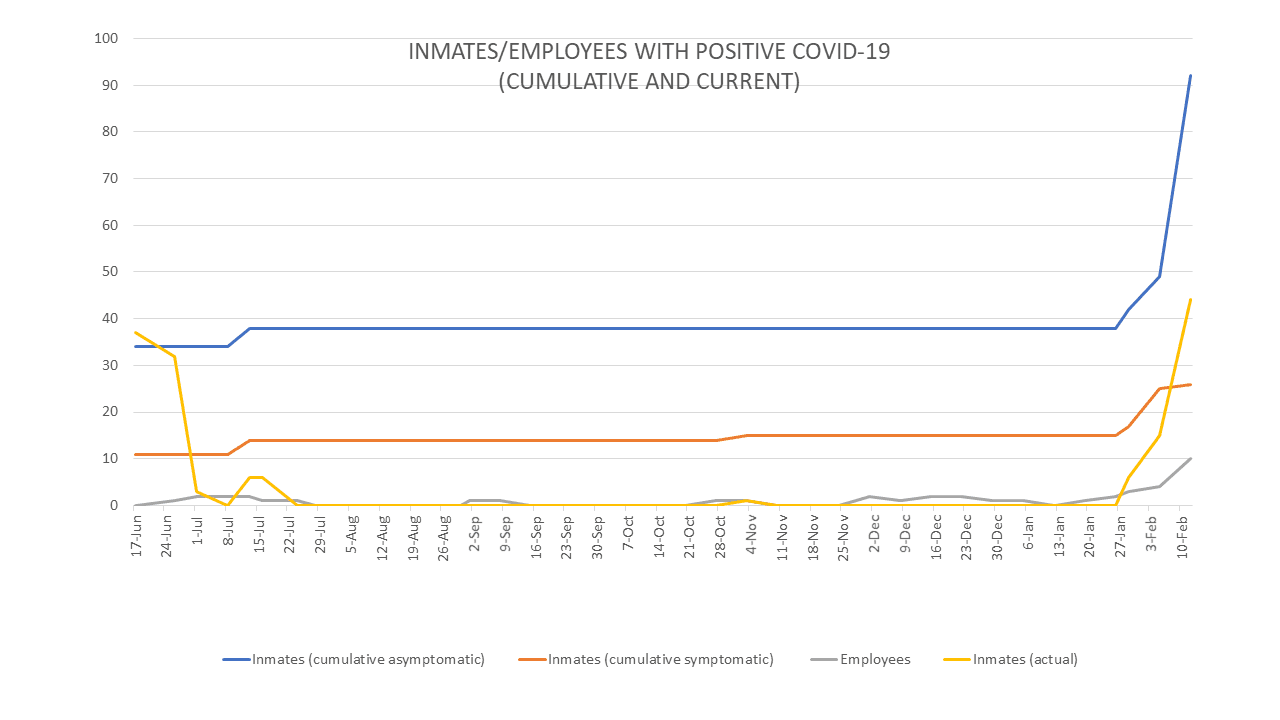 INMATES/EMPLOYEES WITH POSITIVE COVID-19
(CUMULATIVE AND CURRENT)
100
90
80
70
60
50
40
30
20
10
0
17-Jun
24-Jun
1-Jul
8-Jul
15-Jul
22-Jul
29-Jul
5-Aug
12-Aug
19-Aug
26-Aug
2-Sep
9-Sep
16-Sep
23-Sep
30-Sep
7-Oct
14-Oct
21-Oct
28-Oct
4-Nov
11-Nov
18-Nov
25-Nov
2-Dec
9-Dec
16-Dec
23-Dec
30-Dec
6-Jan
13-Jan
20-Jan
27-Jan
3-Feb
10-Feb
Inmates (cumulative asymptomatic)
Inmates (cumulative symptomatic)
Employees
Inmates (actual)